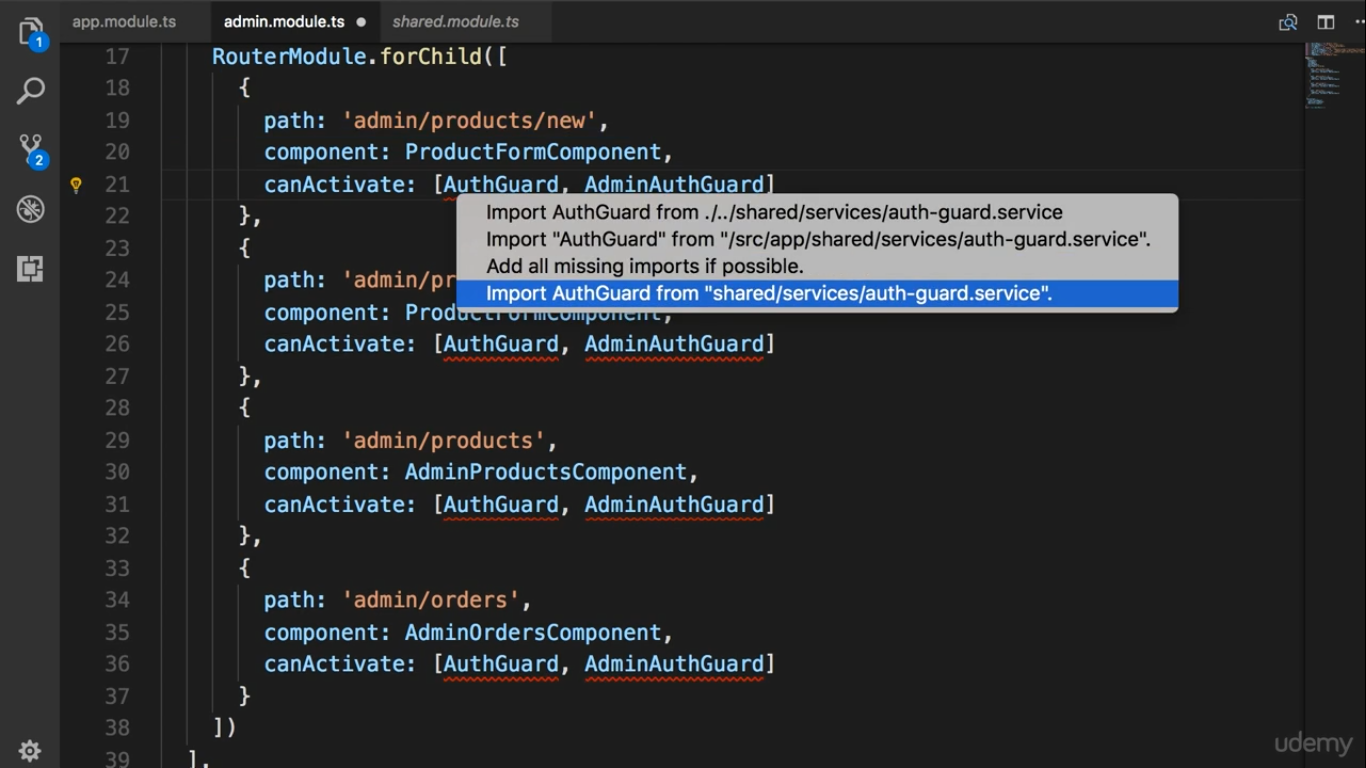 app.module.ts admin.module.ts shared.module.ts
1
2
17 RouterModule.forChild([
18 {
19 path: 'admin/products/new',
20 component: ProductFormComponent,
21 canActivate: [AuthGuard, AdminAuthGuard]
Import AuthGuard from ./../shared/services/auth-guard.service
Import "AuthGuard" from "/src/app/shared/services/auth-guard.service".
Add all missing imports if possible.
Import AuthGuard from "shared/services/auth-guard.service".
22 },
23 {
24 path: 'admin/pr
25 component: ProductFormComponent,
26 canActivate: [AuthGuard, AdminAuthGuard]
27 },
28 {
29 path: 'admin/products',
30 component: AdminProductsComponent,
31 canActivate: [AuthGuard, AdminAuthGuard]
32 },
33 {
34 path: 'admin/orders',
35 component: AdminOrdersComponent,
36 canActivate: [AuthGuard, AdminAuthGuard]
37 }
38 ])
39 ],
udemy